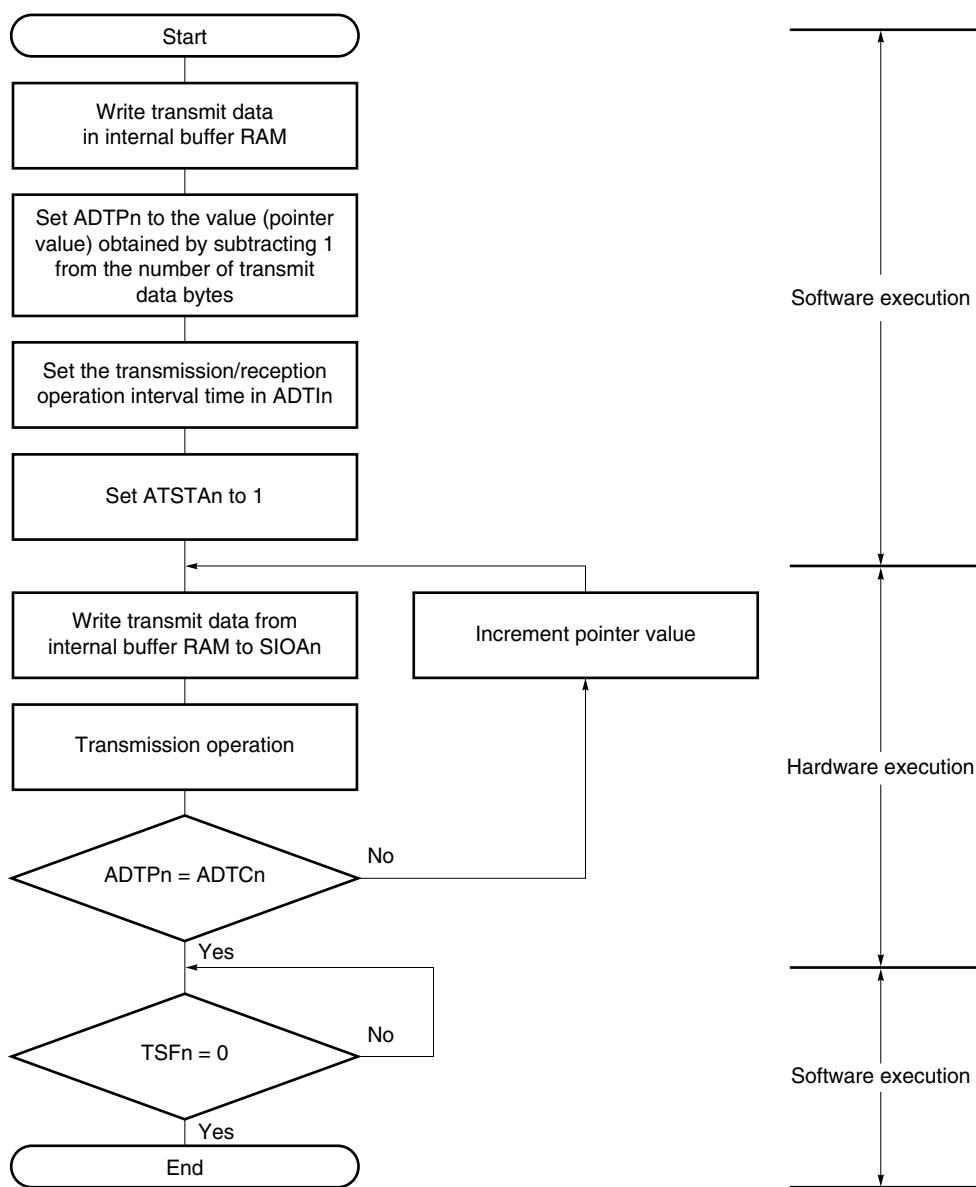 Start
Write transmit data
in internal buffer RAM
Set ADTPn to the value (pointer
value) obtained by subtracting 1
from the number of transmit
data bytes
Software execution
Set the transmission/reception
operation interval time in ADTIn
Set ATSTAn to 1
Write transmit data from
internal buffer RAM to SIOAn
Increment pointer value
Transmission operation
Hardware execution
ADTPn = ADTCn
No
Yes
TSFn = 0
No
Software execution
Yes
End